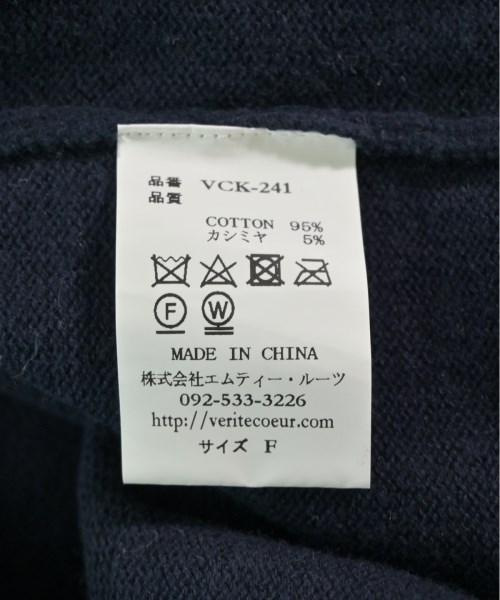 品番 VCK-241
品質
COTTON 95%
カシミヤ 5%
F W
MADE IN CHINA
株式会社エムティー・ルーツ
092-533-3226
http://veritecoeur.com
サイズ F